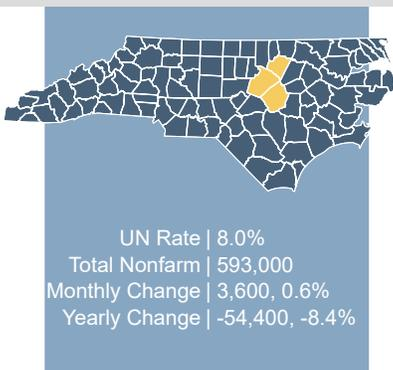 UN Rate | 8.0%
Total Nonfarm | 593,000
Monthly Change | 3,600, 0.6%
Yearly Change | -54,400, -8.4%